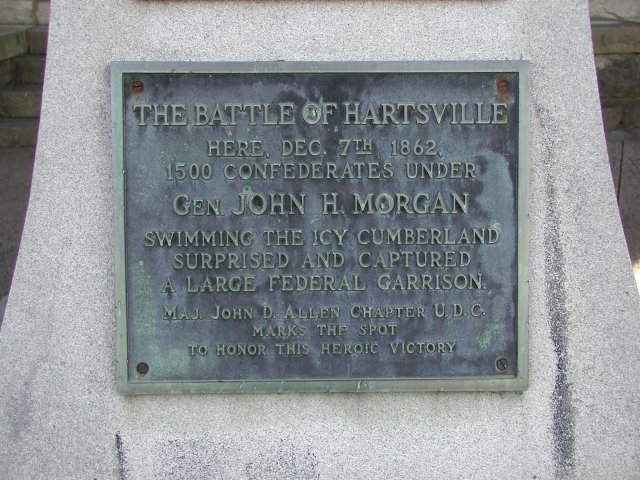 THE BATTLE OF HARTSVILLE
HERE, DEC. 7TH 1862,
1500 CONFEDERATES UNDER
GEN. JOHN H. MORGAN
SWIMMING THE ICY CUMBERLAND
SURPRISED AND CAPTURED
A LARGE FEDERAL GARRISON.
MAJ. JOHN D. ALLEN CHAPTER U.D.C.
MARKS THE SPOT
TO HONOR THIS HEROIC VICTORY